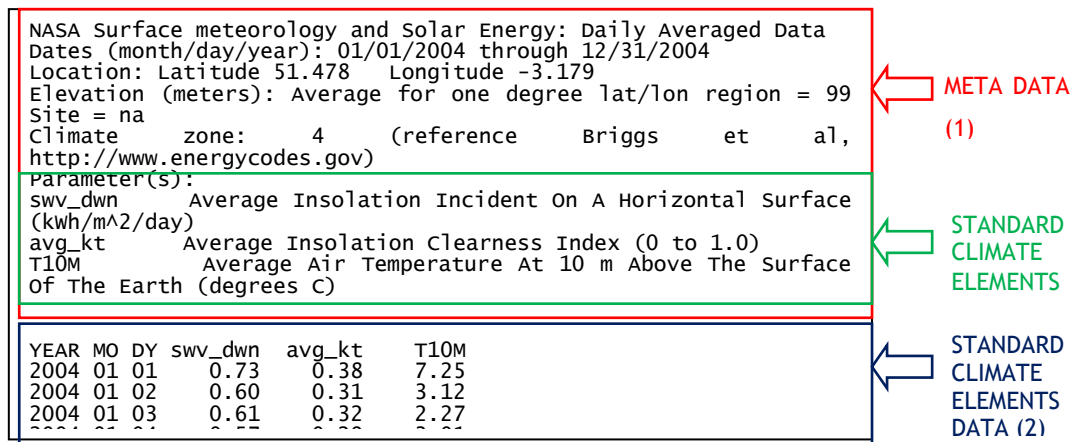 NASA Surface meteorology and Solar Energy: Daily Averaged Data
Dates (month/day/year): 01/01/2004 through 12/31/2004
Location: Latitude 51.478 Longitude -3.179
Elevation (meters): Average for one degree lat/lon region = 99
Site = na
Climate zone: 4 (reference Briggs et al,
http://www.energycodes.gov)
Parameter(s):
swv_dwn Average Insolation Incident On A Horizontal Surface
(kwh/m^2/day)
avg_kt Average Insolation Clearness Index (0 to 1.0)
T10M Average Air Temperature At 10 m Above The Surface
Of The Earth (degrees C)
YEAR MO DY swv_dwn avg_kt T10M
2004 01 01 0.73 0.38 7.25
2004 01 02 0.60 0.31 3.12
2004 01 03 0.61 0.32 2.27
META DATA
(1)
STANDARD
CLIMATE
ELEMENTS
STANDARD
CLIMATE
ELEMENTS
DATA (2)